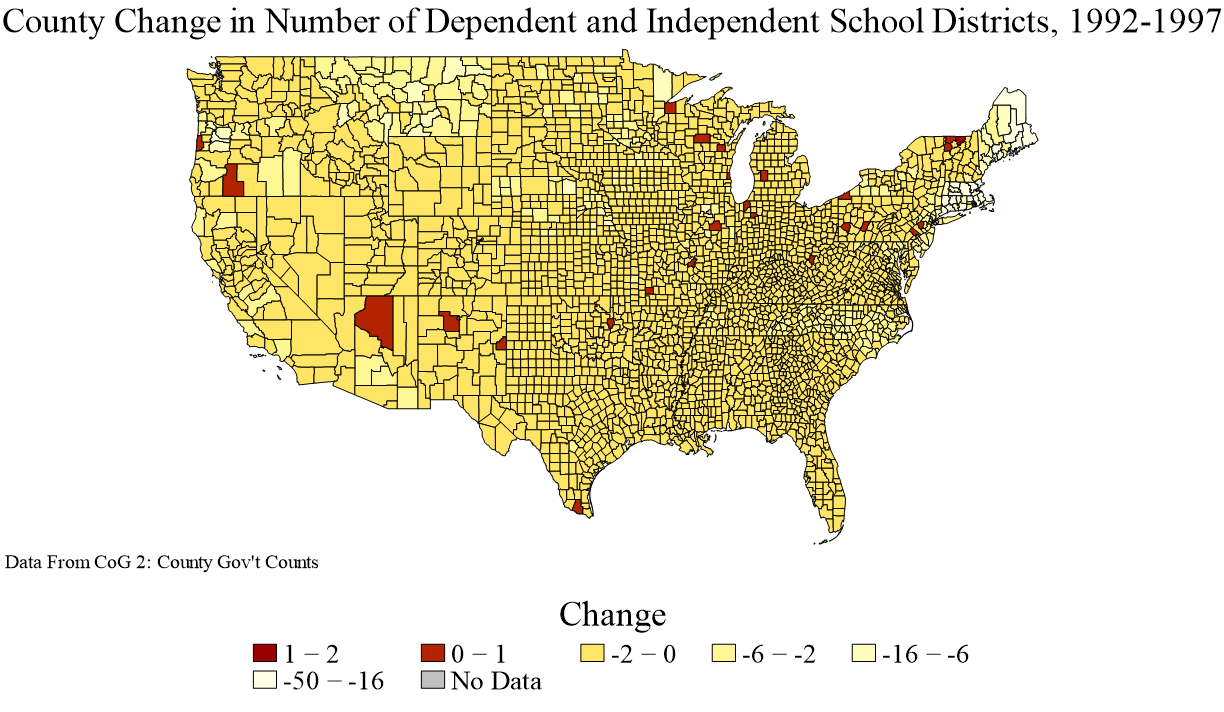 County Change in Number of Dependent and Independent School Districts, 1992-1997
Data From CoG 2: County Gov't Counts
Change
1 − 2 0 − 1 -2 − 0 -6 − -2 -16 − -6
-50 − -16 No Data